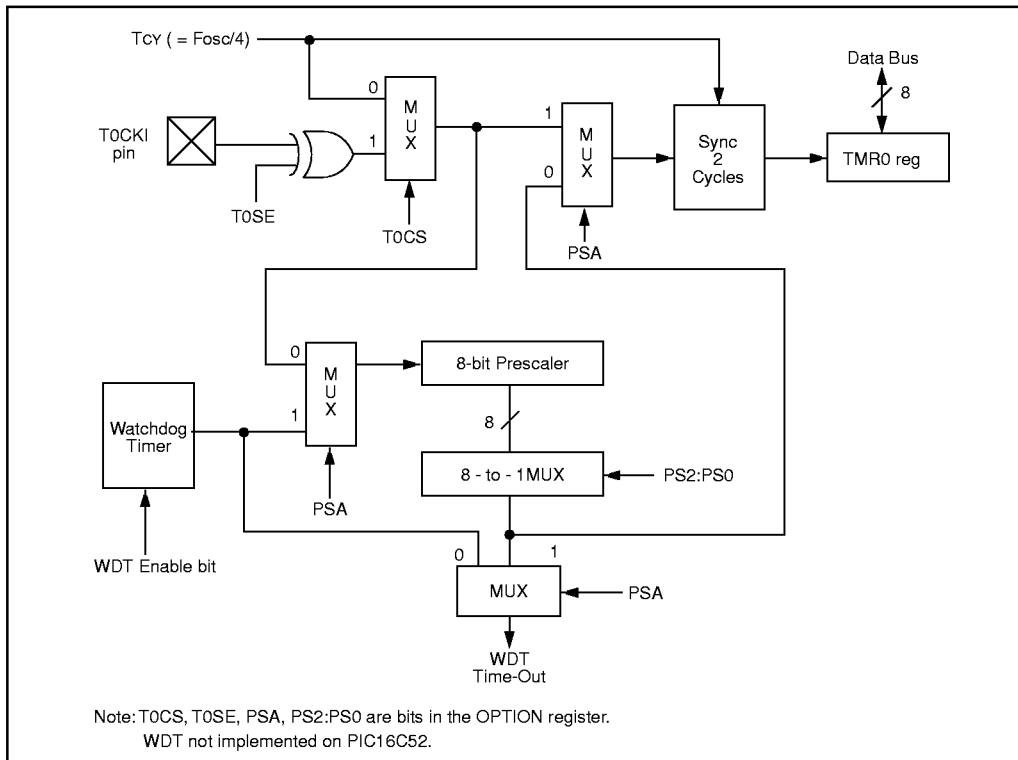 TCY ( = Fosc/4)
Data Bus
0
M
U
X
8
T0CKI
pin
1
1
M
U
X
Sync
2
Cycles
TMR0 reg
0
T0SE
T0CS
PSA
0
M
U
X
8-bit Prescaler
1
Watchdog
Timer
8
8 - to - 1MUX
PS2:PS0
PSA
WDT Enable bit
0
1
MUX
PSA
WDT
Time-Out
Note: T0CS, T0SE, PSA, PS2:PS0 are bits in the OPTION register.
WDT not implemented on PIC16C52.